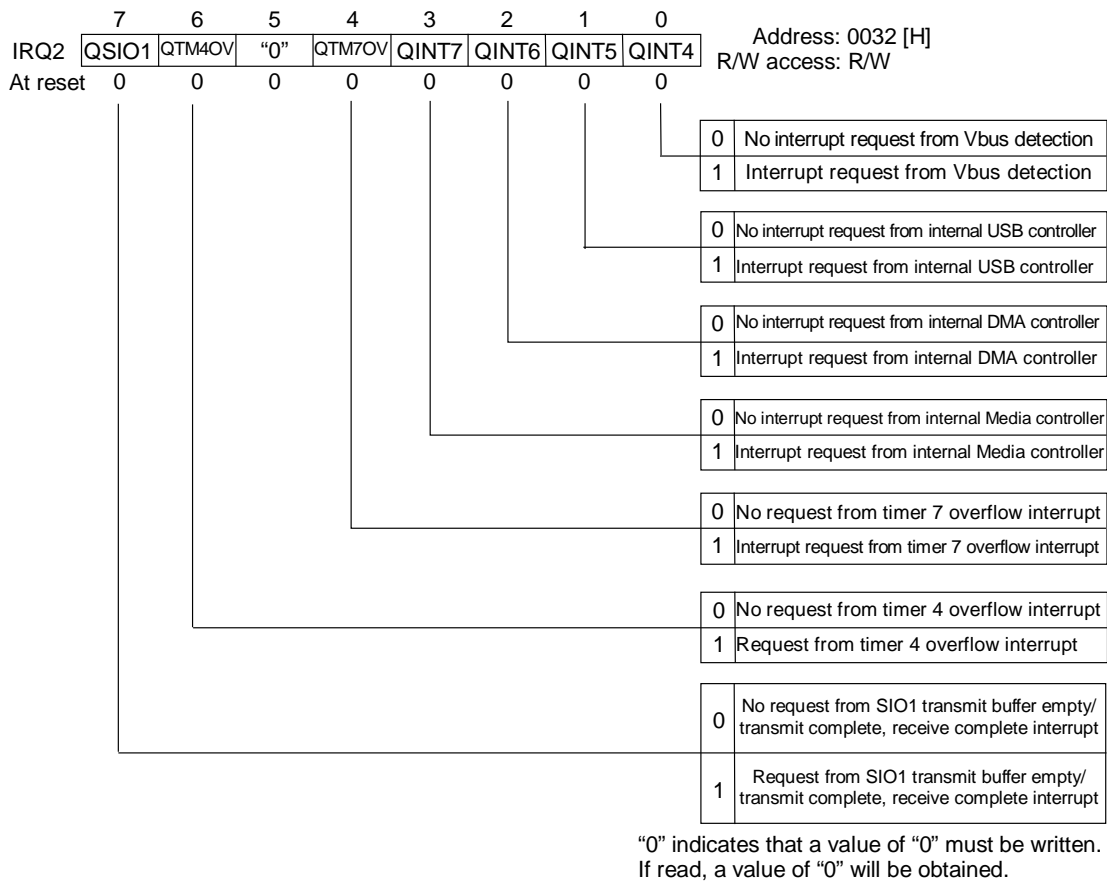 7 6 5 4 3 2 1 0
IRQ2 QSIO1 QTM4OV “0” QTM7OV QINT7 QINT6 QINT5 QINT4
Address: 0032 [H]
R/W access: R/W
At reset 0 0 0 0 0 0 0 0
0 No interrupt request from Vbus detection
1 Interrupt request from Vbus detection
0 No interrupt request from internal USB controller
1 Interrupt request from internal USB controller
0 No interrupt request from internal DMA controller
1 Interrupt request from internal DMA controller
0 No interrupt request from internal Media controller
1 Interrupt request from internal Media controller
0 No request from timer 7 overflow interrupt
1 Interrupt request from timer 7 overflow interrupt
0 No request from timer 4 overflow interrupt
1 Request from timer 4 overflow interrupt
0 No request from SIO1 transmit buffer empty/
transmit complete, receive complete interrupt
1 Request from SIO1 transmit buffer empty/
transmit complete, receive complete interrupt
“0” indicates that a value of “0” must be written.
If read, a value of “0” will be obtained.